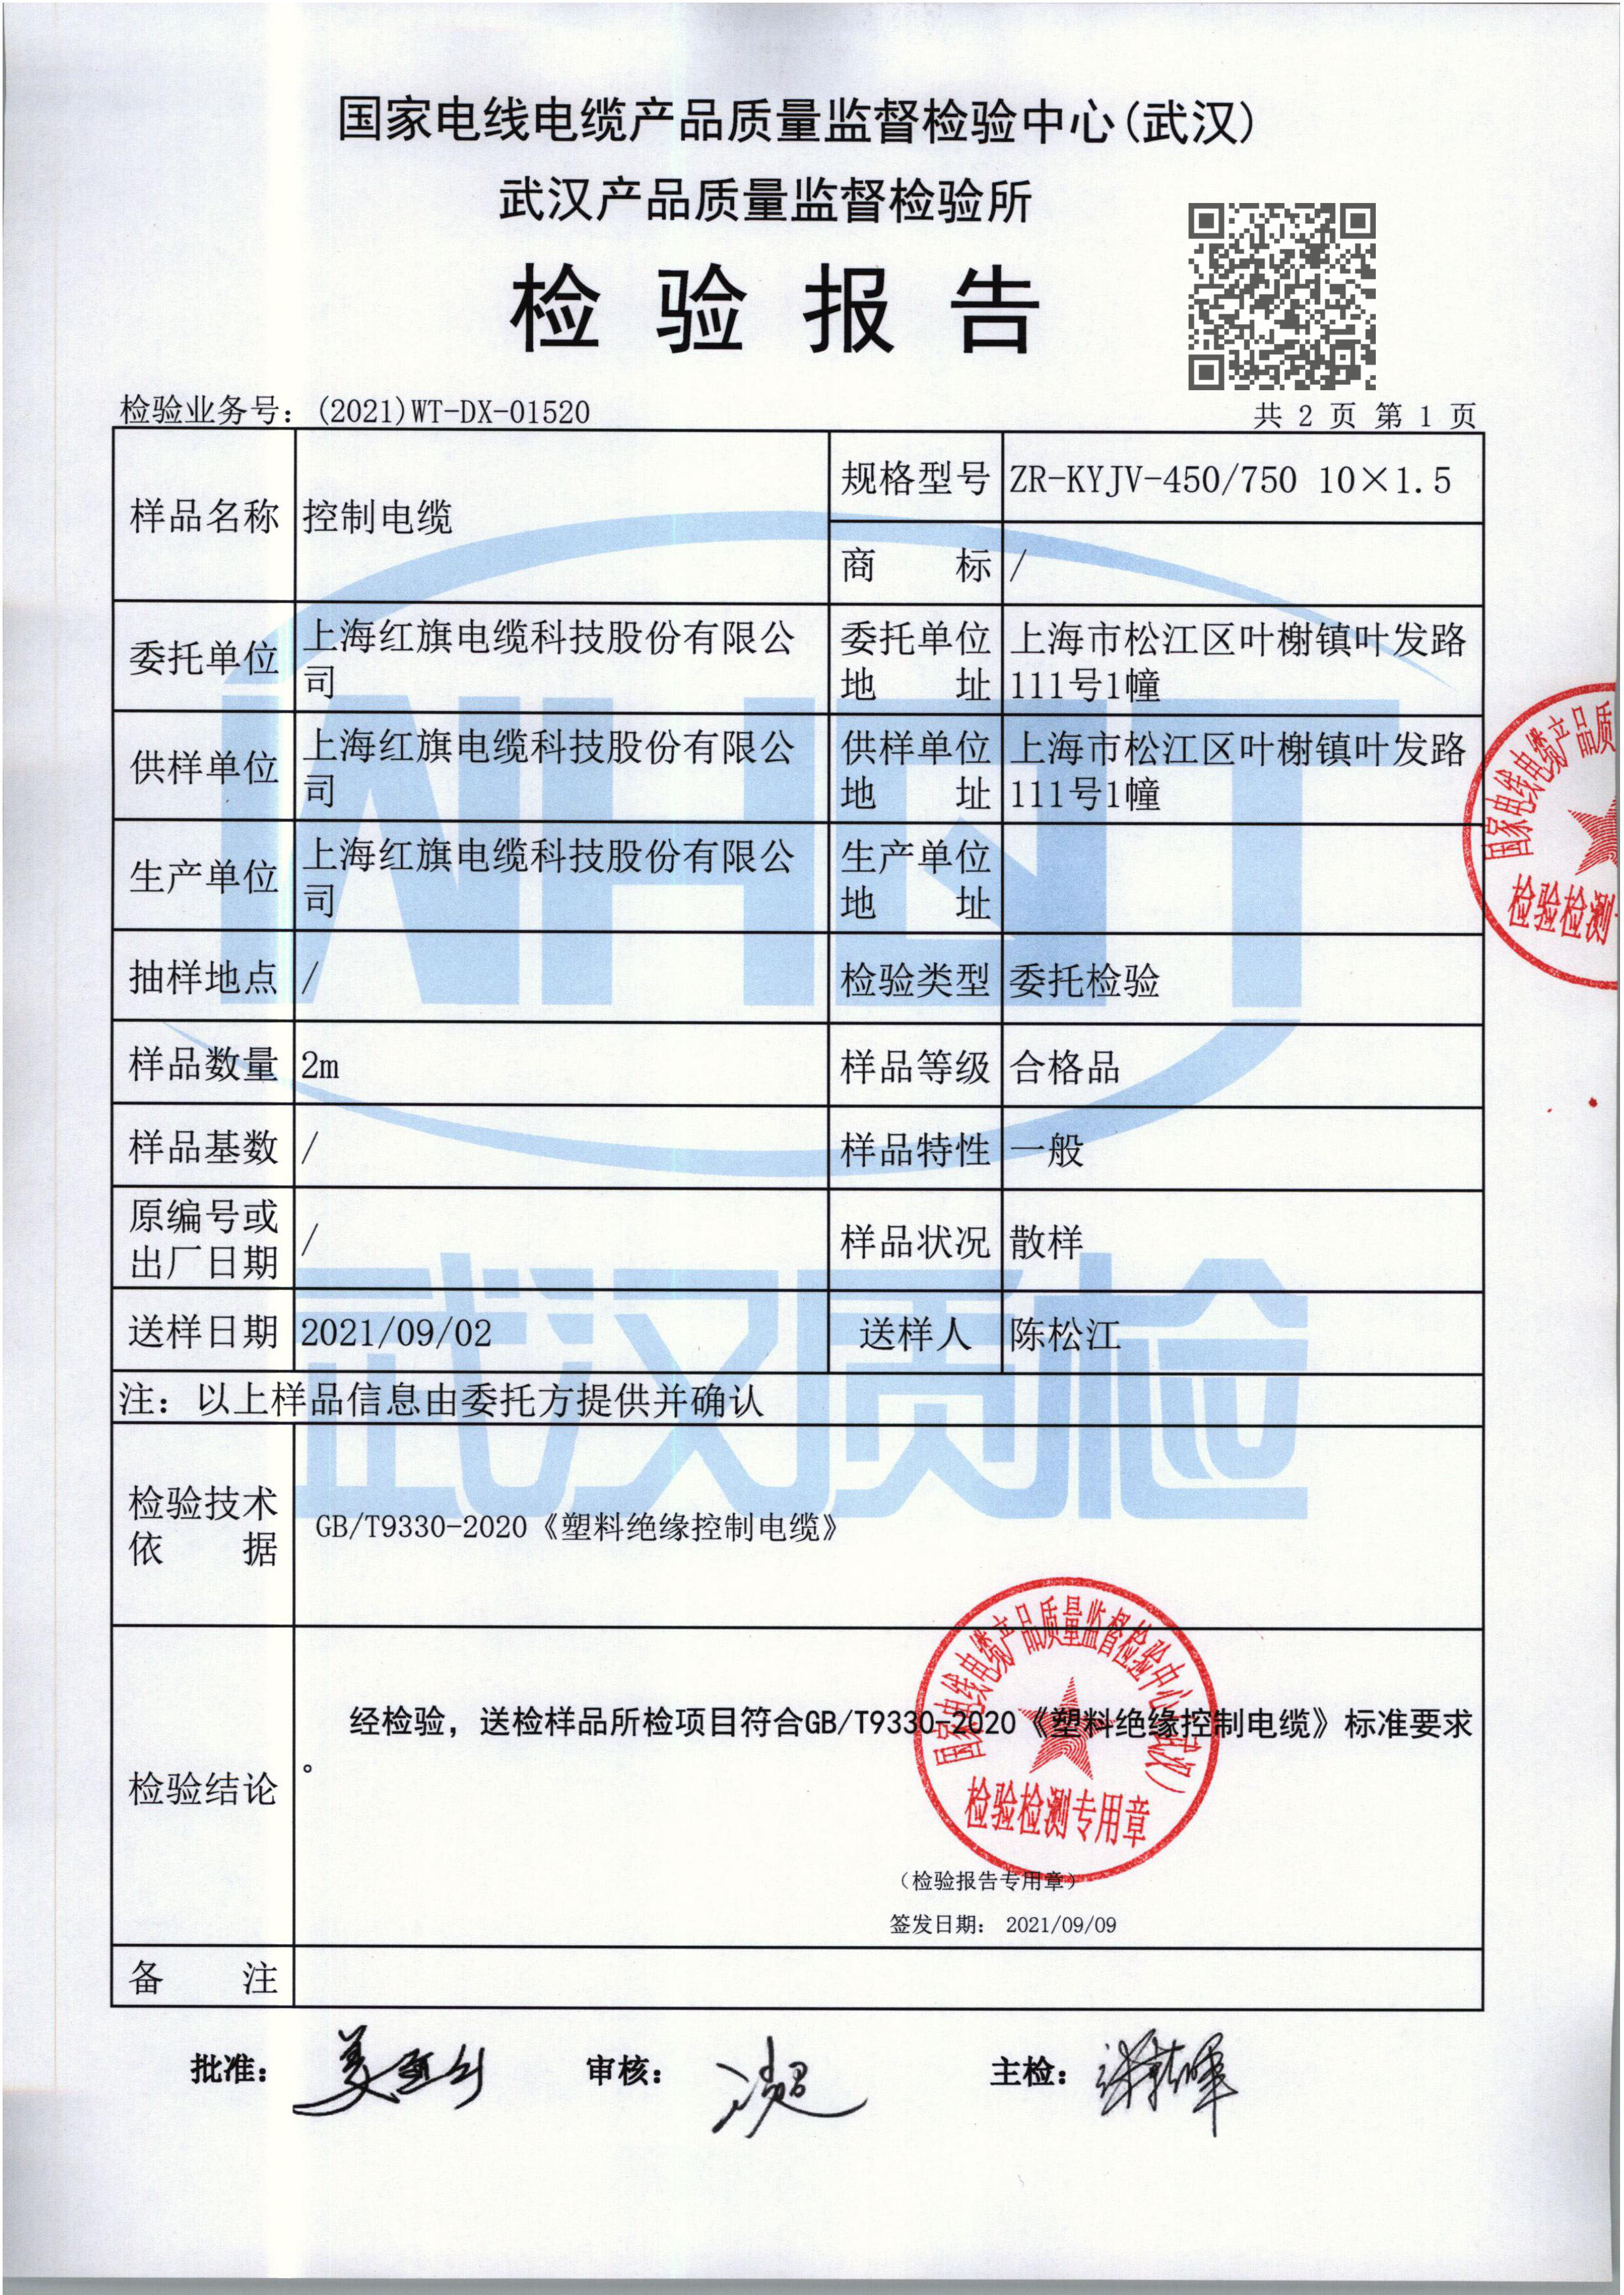 国家电线电缆产品质量监督检验中心(武汉)
武汉产品质量监督检验所
检验报告
检验业务号：(2021)WT-DX-01520
共 2 页 第 1 页
样品名称
控制电缆
规格型号
ZR-KYJV-450/750 10×1.5
商 标
/
委托单位
上海红旗电缆科技股份有限公
司
委托单位
地 址
上海市松江区叶榭镇叶发路
111号1幢
供样单位
上海红旗电缆科技股份有限公
司
供样单位
地 址
上海市松江区叶榭镇叶发路
111号1幢
生产单位
上海红旗电缆科技股份有限公
司
生产单位
地 址
抽样地点
/
检验类型
委托检验
样品数量
2m
样品等级
合格品
样品基数
/
样品特性
一般
原编号或
出厂日期
/
样品状况
散样
送样日期
2021/09/02
送样人
陈松江
注：以上样品信息由委托方提供并确认
检验技术
依 据
GB/T9330-2020《塑料绝缘控制电缆》
检验结论
经检验，送检样品所检项目符合GB/T9330-2020《塑料绝缘控制电缆》标准要求
。
（检验报告专用章）
签发日期： 2021/09/09
备 注
批准：
审核：
主检：
国家电线电缆产品质量监督检验中心(武汉)
检验检测专用章
国家电线电缆产品质
检验检测
WHQT
武汉质检